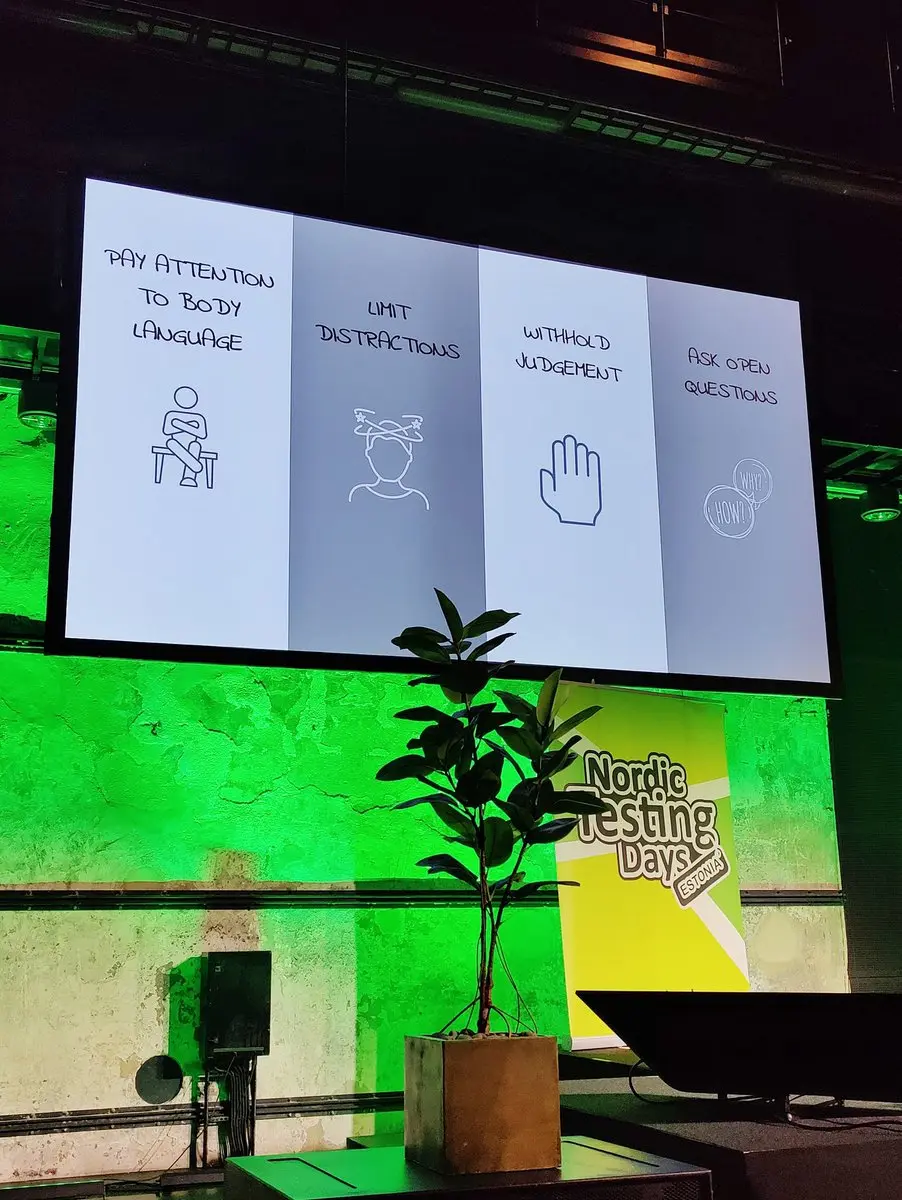 PAY ATTENTION
TO BODY
LANGUAGE
LIMIT
DISTRACTIONS
WITHHOLD
JUDGEMENT
ASK OPEN
QUESTIONS
WHY?
HOW?
Nordic
Testing
Days
ESTONIA